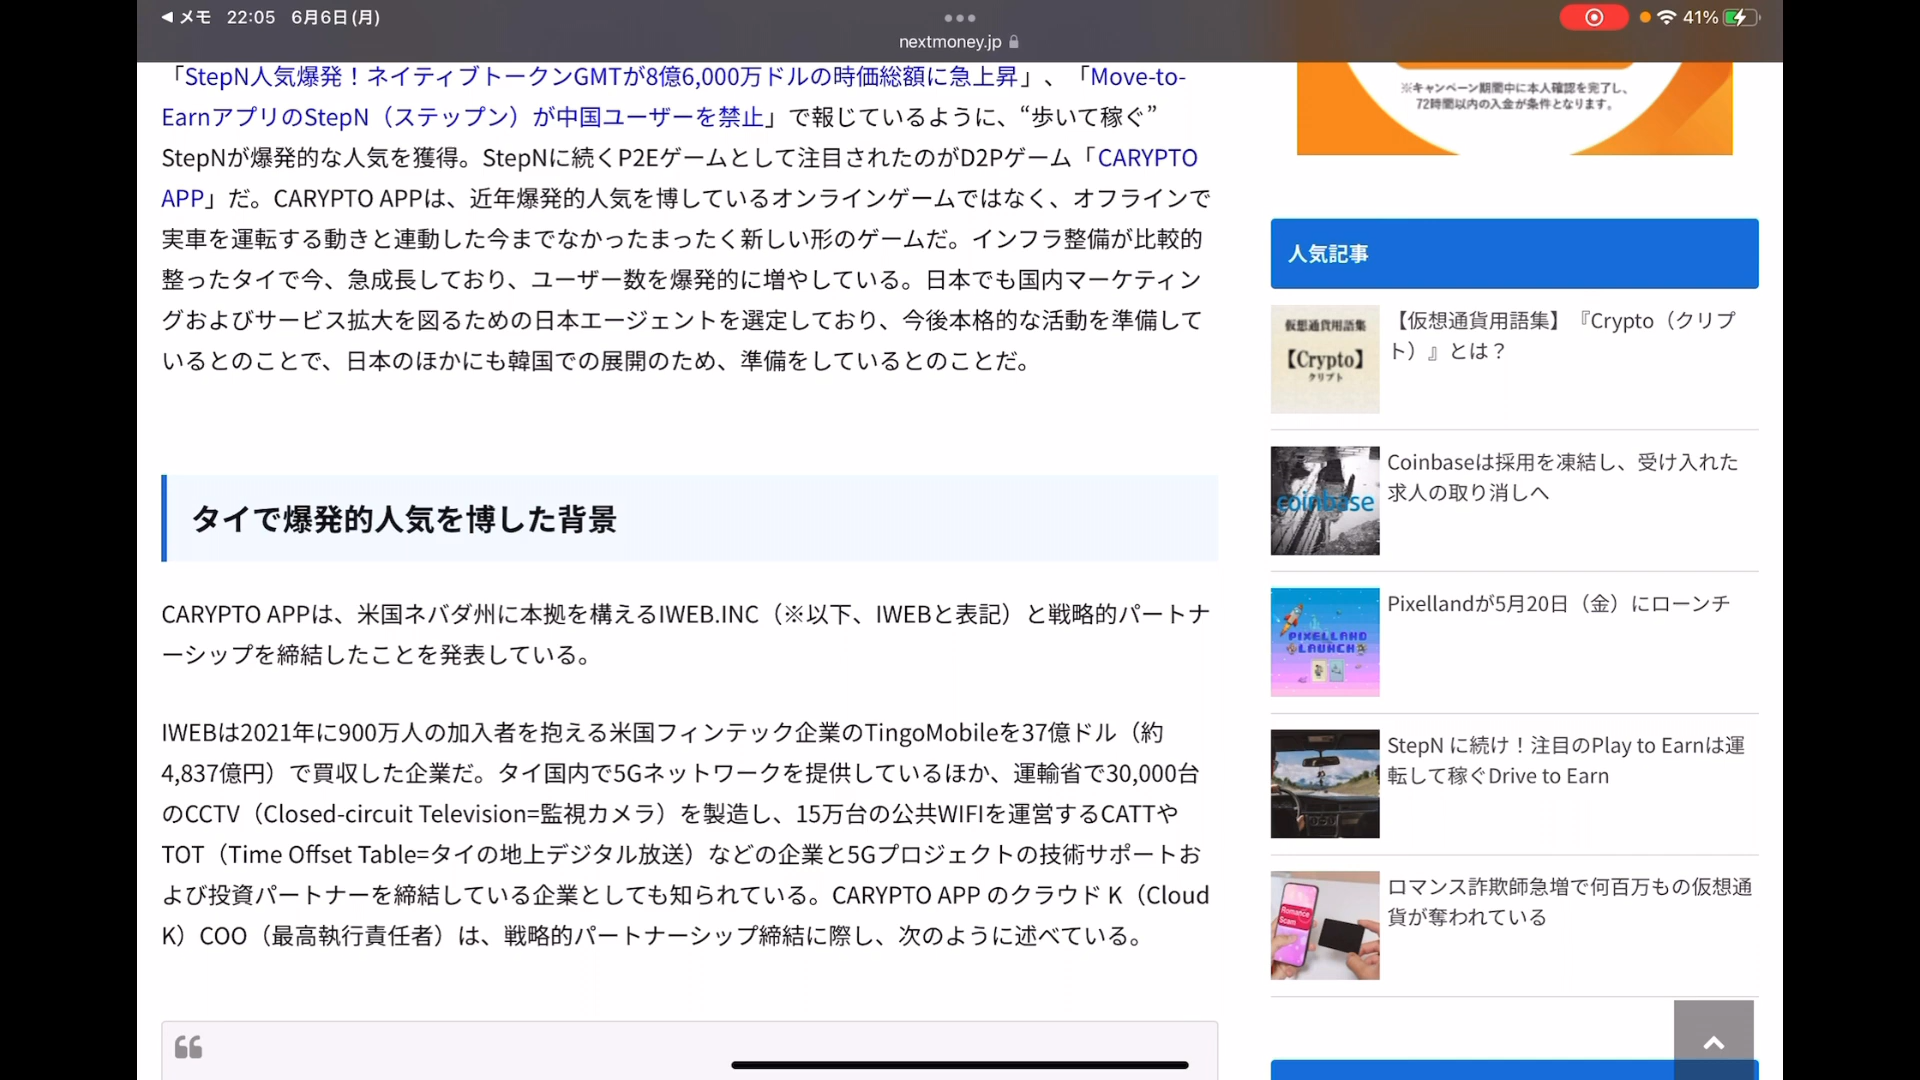 メモ 22:05 6月6日(月)
41%
nextmoney.jp
「StepN人気爆発！ネイティブトークンGMTが8億6,000万ドルの時価総額に急上昇」、「Move-to-
EarnアプリのStepN（ステップン）が中国ユーザーを禁止」で報じているように、“歩いて稼ぐ”
StepNが爆発的な人気を獲得。StepNに続くP2Eゲームとして注目されたのがD2Pゲーム「CARYPTO
APP」だ。CARYPTO APPは、近年爆発的人気を博しているオンラインゲームではなく、オフラインで
実車を運転する動きと連動した今までなかったまったく新しい形のゲームだ。インフラ整備が比較的
整ったタイで今、急成長しており、ユーザー数を爆発的に増やしている。日本でも国内マーケティン
グおよびサービス拡大を図るための日本エージェントを選定しており、今後本格的な活動を準備して
いるとのことで、日本のほかにも韓国での展開のため、準備をしているとのことだ。
タイで爆発的人気を博した背景
CARYPTO APPは、米国ネバダ州に本拠を構えるIWEB.INC（※以下、IWEBと表記）と戦略的パートナ
ーシップを締結したことを発表している。
IWEBは2021年に900万人の加入者を抱える米国フィンテック企業のTingoMobileを37億ドル（約
4,837億円）で買収した企業だ。タイ国内で5Gネットワークを提供しているほか、運輸省で30,000台
のCCTV（Closed-circuit Television=監視カメラ）を製造し、15万台の公共WIFIを運営するCATTや
TOT（Time Offset Table=タイの地上デジタル放送）などの企業と5Gプロジェクトの技術サポートお
よび投資パートナーを締結している企業としても知られている。CARYPTO APP のクラウド K（Cloud
K）COO（最高執行責任者）は、戦略的パートナーシップ締結に際し、次のように述べている。
※キャンペーン期間中に本人確認を完了し、
72時間以内の入金が条件となります。
人気記事
仮想通貨用語集
【Crypto】
クリプト
【仮想通貨用語集】『Crypto（クリプ
ト）』とは？
coinbase
Coinbaseは採用を凍結し、受け入れた
求人の取り消しへ
PIXELLAND
LAUNCH
Pixellandが5月20日（金）にローンチ
StepN に続け！注目のPlay to Earnは運
転して稼ぐDrive to Earn
Romance
Scam
ロマンス詐欺師急増で何百万もの仮想通
貨が奪われている